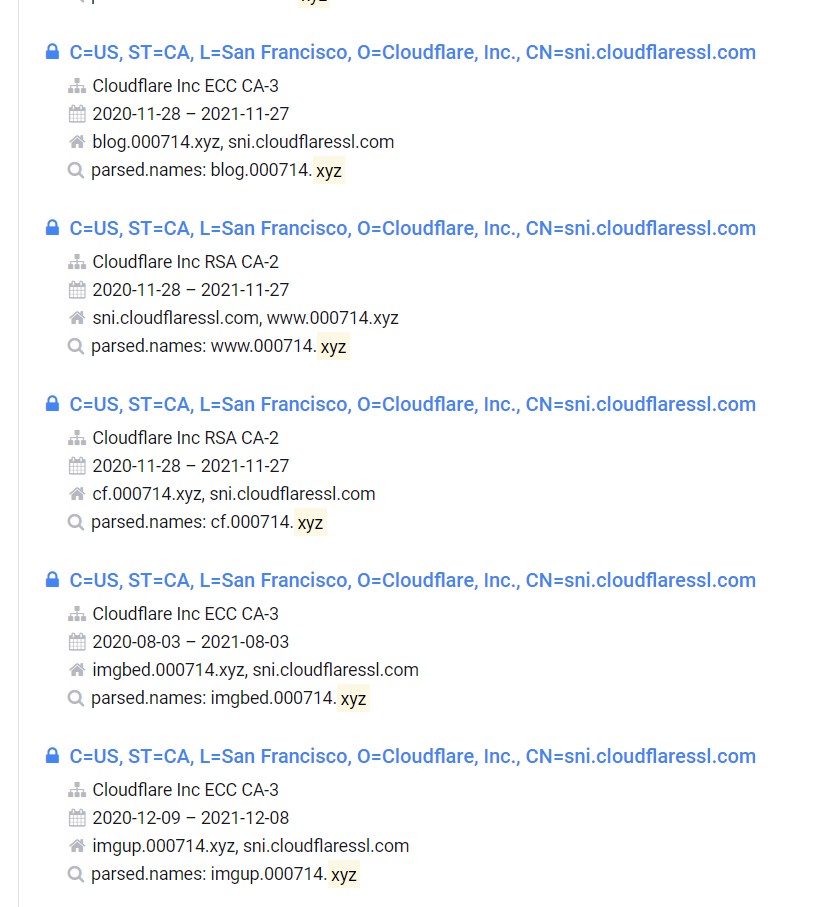 xyz
C=US, ST=CA, L=San Francisco, O=Cloudflare, Inc., CN=sni.cloudflaressl.com
Cloudflare Inc ECC CA-3
2020-11-28 – 2021-11-27
blog.000714.xyz, sni.cloudflaressl.com
parsed.names: blog.000714. xyz
C=US, ST=CA, L=San Francisco, O=Cloudflare, Inc., CN=sni.cloudflaressl.com
Cloudflare Inc RSA CA-2
2020-11-28 – 2021-11-27
sni.cloudflaressl.com, www.000714.xyz
parsed.names: www.000714. xyz
C=US, ST=CA, L=San Francisco, O=Cloudflare, Inc., CN=sni.cloudflaressl.com
Cloudflare Inc RSA CA-2
2020-11-28 – 2021-11-27
cf.000714.xyz, sni.cloudflaressl.com
parsed.names: cf.000714. xyz
C=US, ST=CA, L=San Francisco, O=Cloudflare, Inc., CN=sni.cloudflaressl.com
Cloudflare Inc ECC CA-3
2020-08-03 – 2021-08-03
imgbed.000714.xyz, sni.cloudflaressl.com
parsed.names: imgbed.000714. xyz
C=US, ST=CA, L=San Francisco, O=Cloudflare, Inc., CN=sni.cloudflaressl.com
Cloudflare Inc ECC CA-3
2020-12-09 – 2021-12-08
imgup.000714.xyz, sni.cloudflaressl.com
parsed.names: imgup.000714. xyz